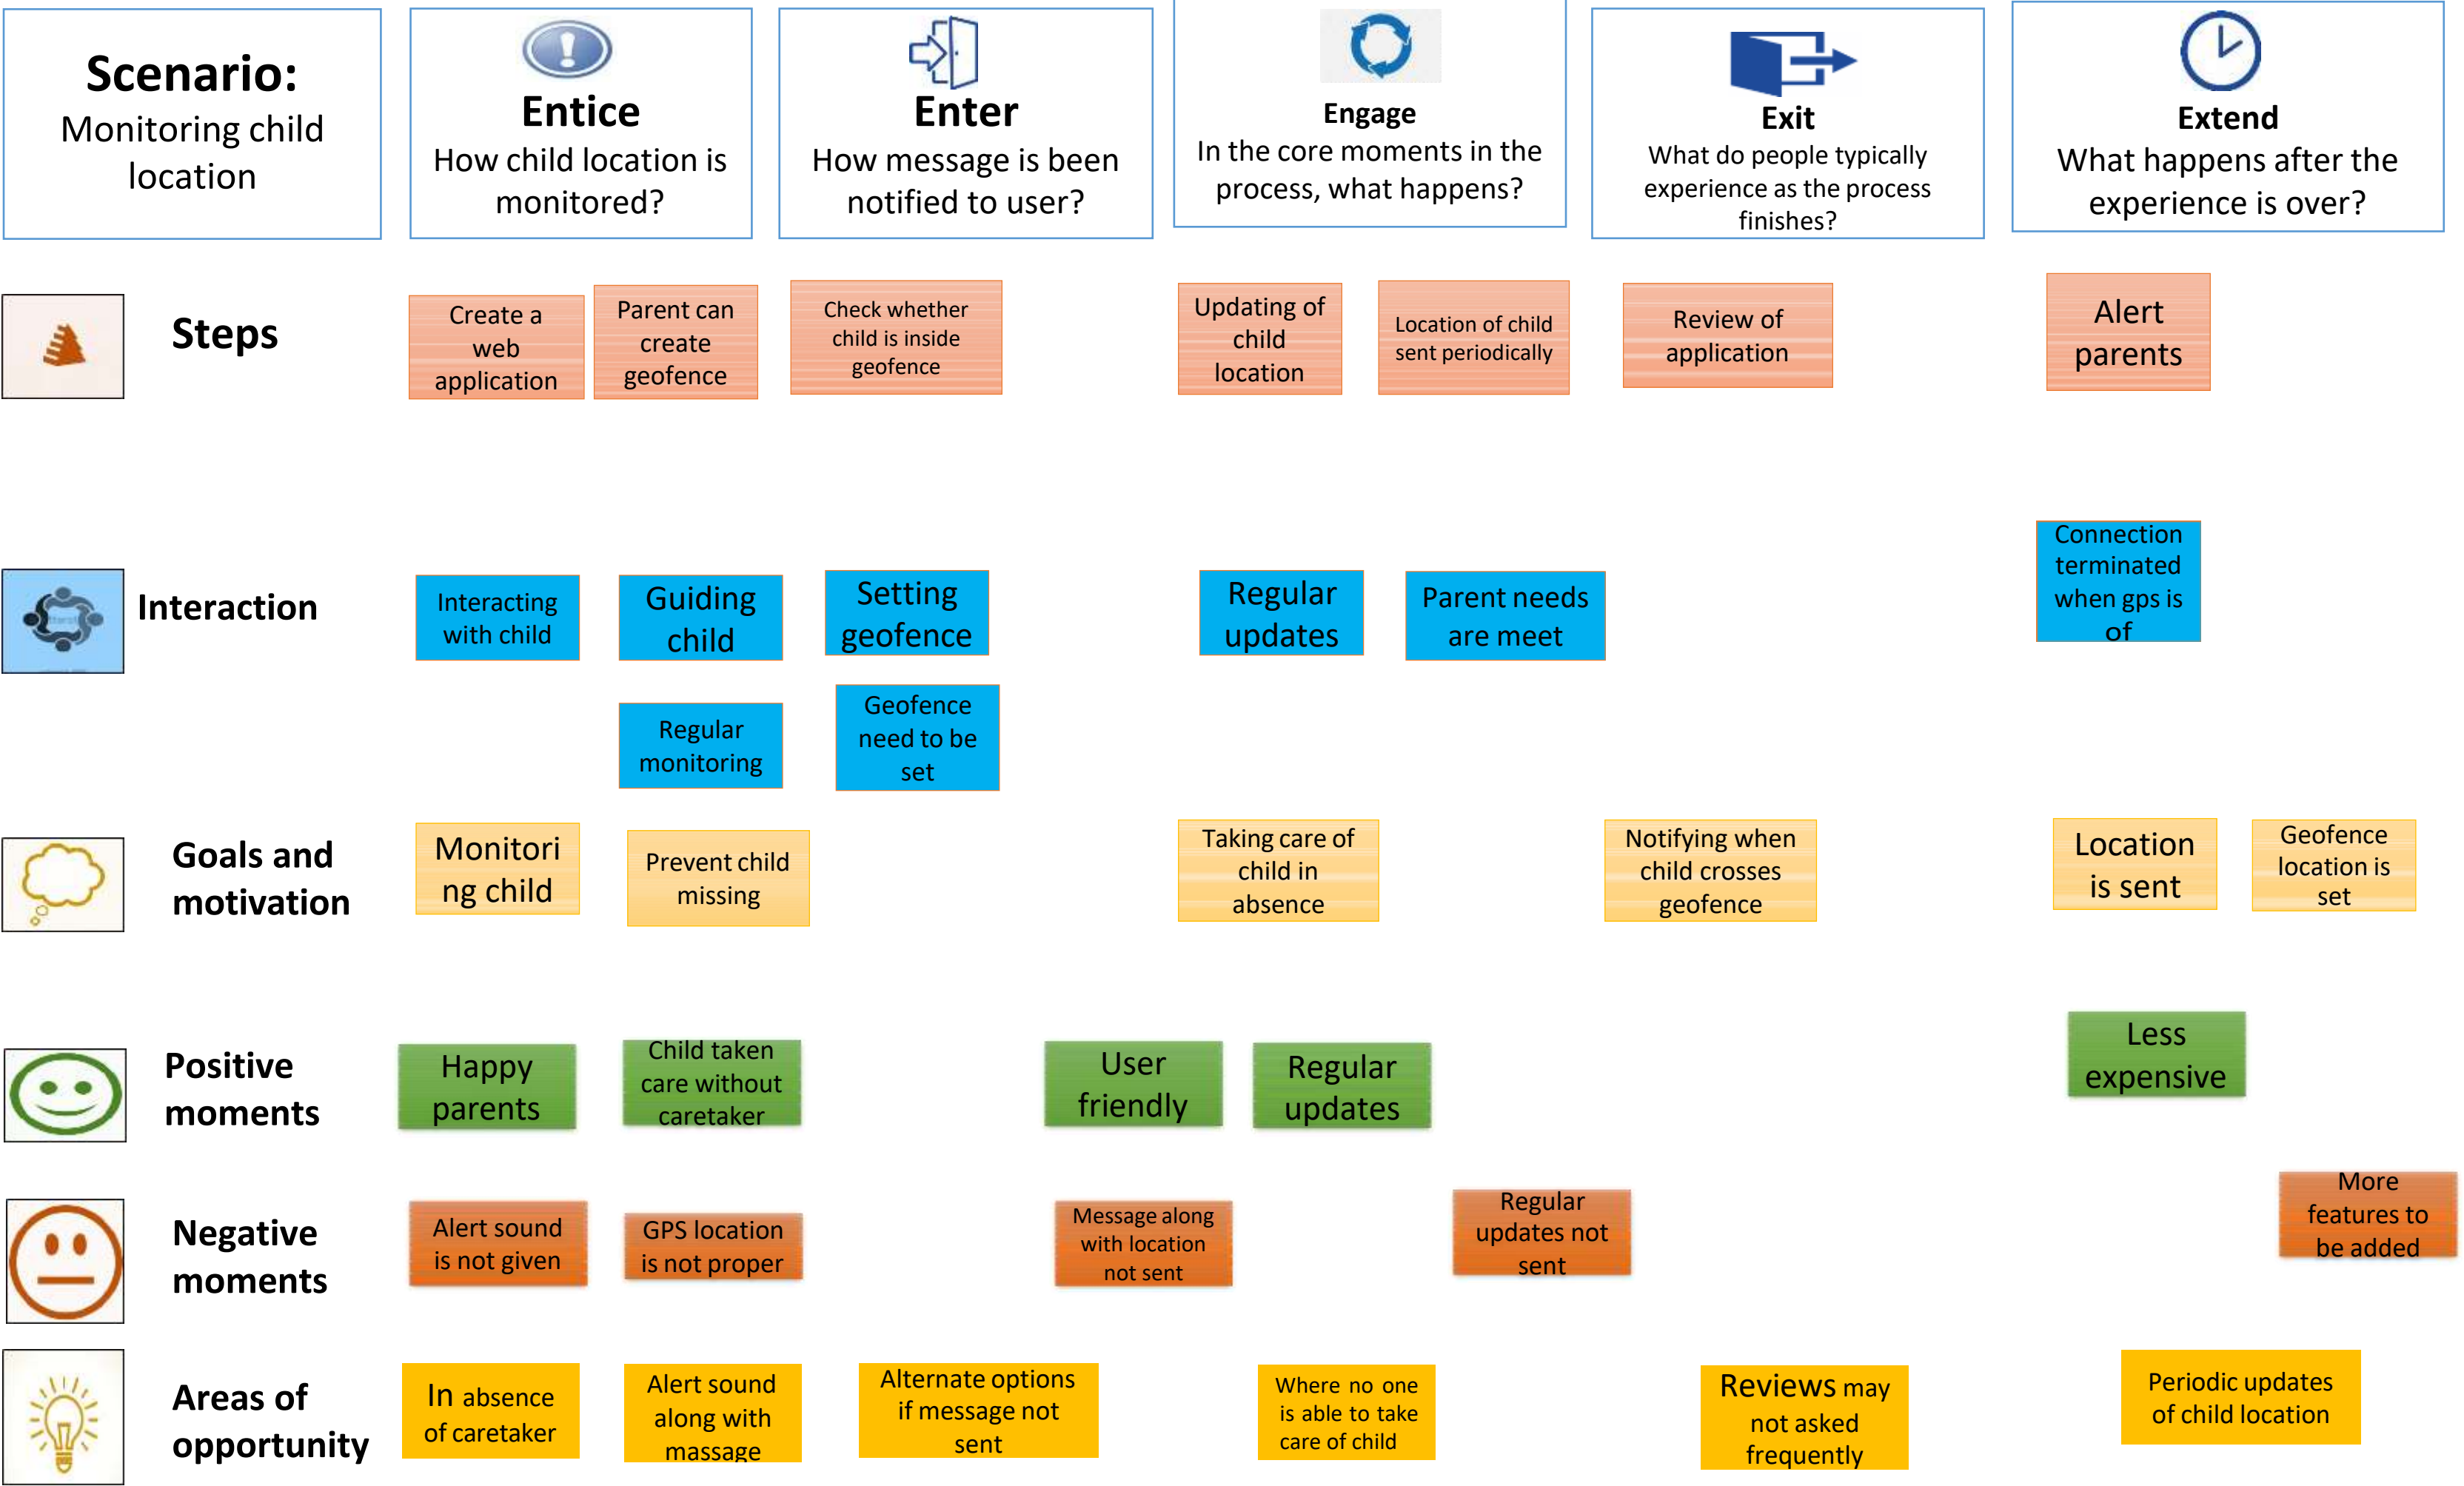 Scenario:
Monitoring child
location
Entice
How child location is
monitored?
Enter
How message is been
notified to user?
Engage
In the core moments in the
process, what happens?
Exit
What do people typically
experience as the process
finishes?
Extend
What happens after the
experience is over?
Steps
Create a
web
application
Parent can
create
geofence
Check whether
child is inside
geofence
Updating of
child
location
Location of child
sent periodically
Review of
application
Alert
parents
Interaction
Interacting
with child
Guiding
child
Setting
geofence
Regular
updates
Parent needs
are meet
Connection
terminated
when gps is
of
Regular
monitoring
Geofence
need to be
set
Goals and
motivation
Monitori
ng child
Prevent child
missing
Taking care of
child in
absence
Notifying when
child crosses
geofence
Location
is sent
Geofence
location is
set
Positive
moments
Happy
parents
Child taken
care without
caretaker
User
friendly
Regular
updates
Less
expensive
Negative
moments
Alert sound
is not given
GPS location
is not proper
Message along
with location
not sent
Regular
updates not
sent
More
features to
be added
Areas of
opportunity
In absence
of caretaker
Alert sound
along with
massage
Alternate options
if message not
sent
Where no one
is able to take
care of child
Reviews may
not asked
frequently
Periodic updates
of child location